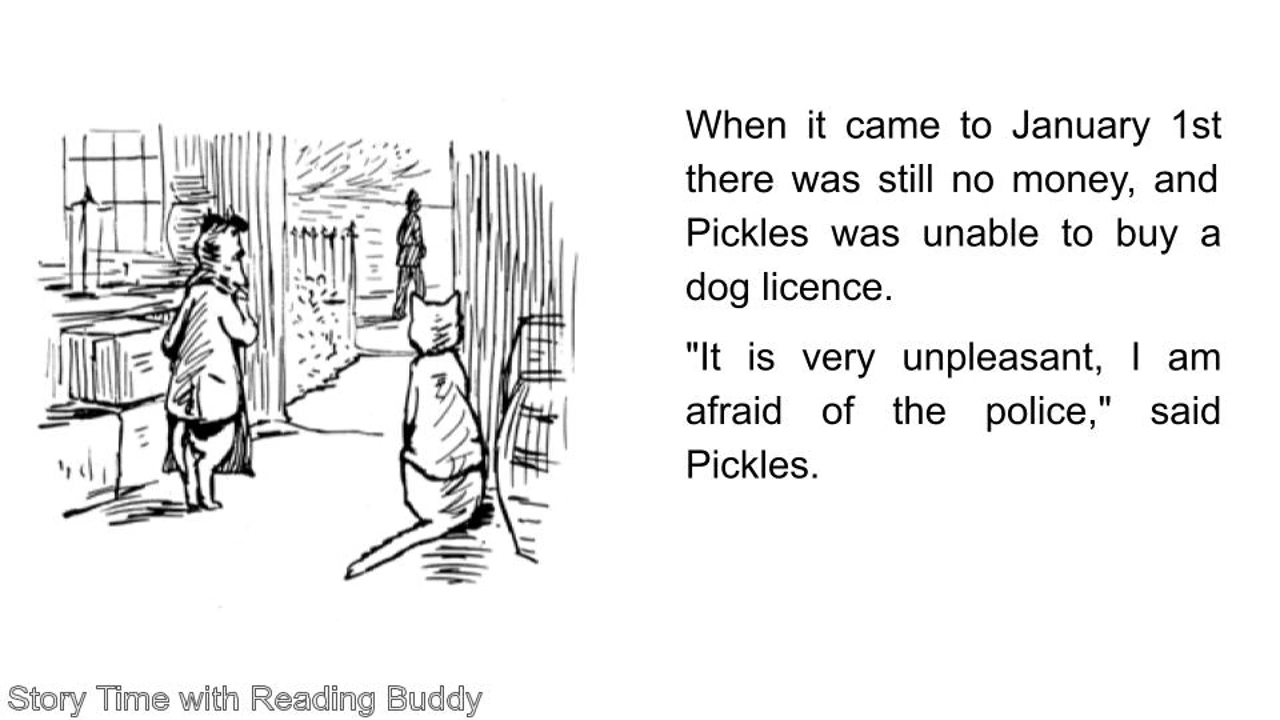 When it came to January 1st
there was still no money, and
Pickles was unable to buy a
dog licence.
"It is very unpleasant, I am
afraid of the police," said
Pickles.
Story Time with Reading Buddy